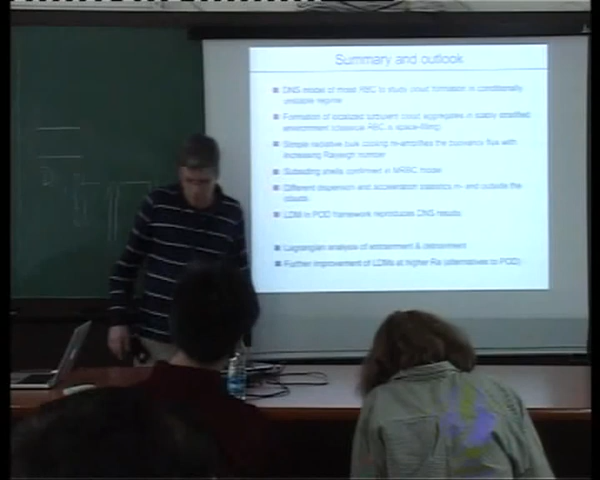 Summary and outlook
DNS model of moist RBC to study cloud formation in conditionally
unstable regime
Formation of localized turbulent cloud aggregates in stably stratified
environment (classical RBC is space-filling)
Simple radiative bulk cooling re-amplifies the buoyancy flux with
increasing Rayleigh number
Subsiding shells confirmed in MRBC model
Different dispersion and acceleration statistics in- and outside the
clouds
LDM in POD framework reproduces DNS results
Lagrangian analysis of entrainment & detrainment
Further improvement of LDMs at higher Ra (alternatives to POD)